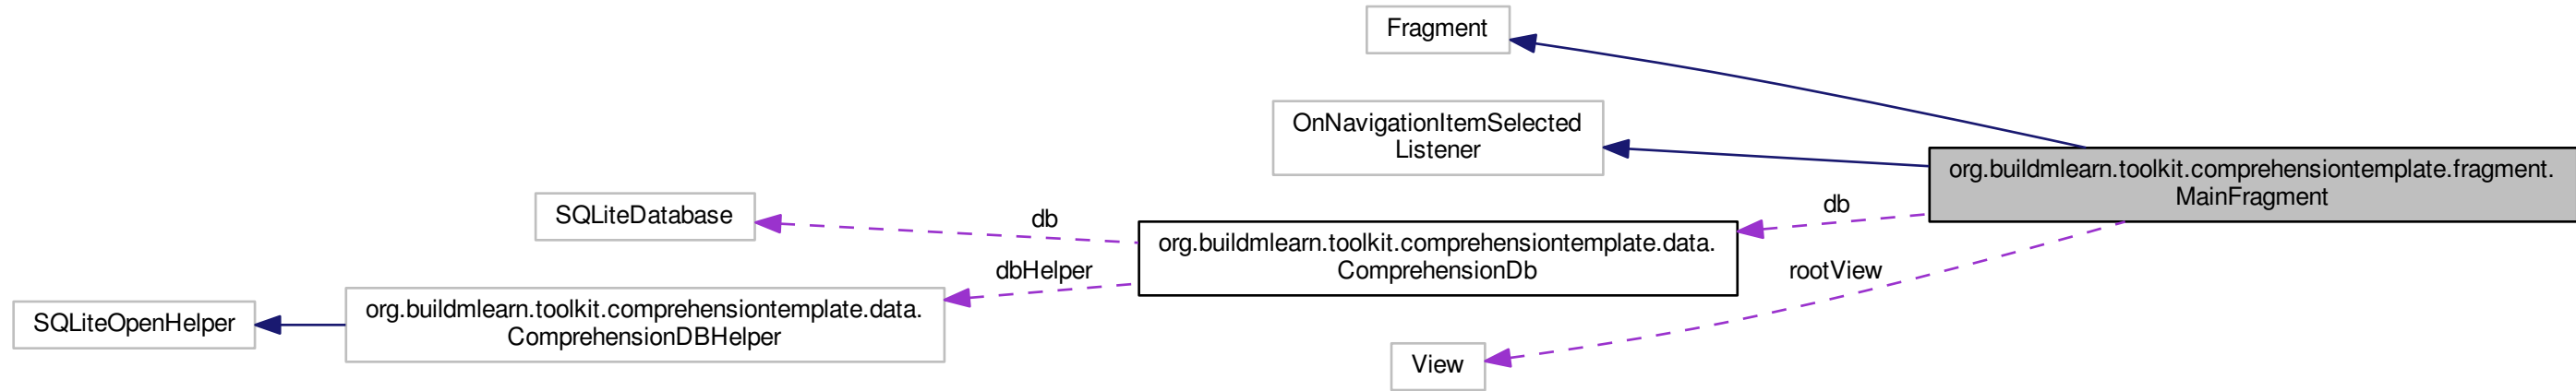 Fragment
OnNavigationItemSelected
Listener
org.buildmlearn.toolkit.comprehensiontemplate.fragment.
MainFragment
SQLiteDatabase
db
db
org.buildmlearn.toolkit.comprehensiontemplate.data.
ComprehensionDb
dbHelper
rootView
SQLiteOpenHelper
org.buildmlearn.toolkit.comprehensiontemplate.data.
ComprehensionDBHelper
View